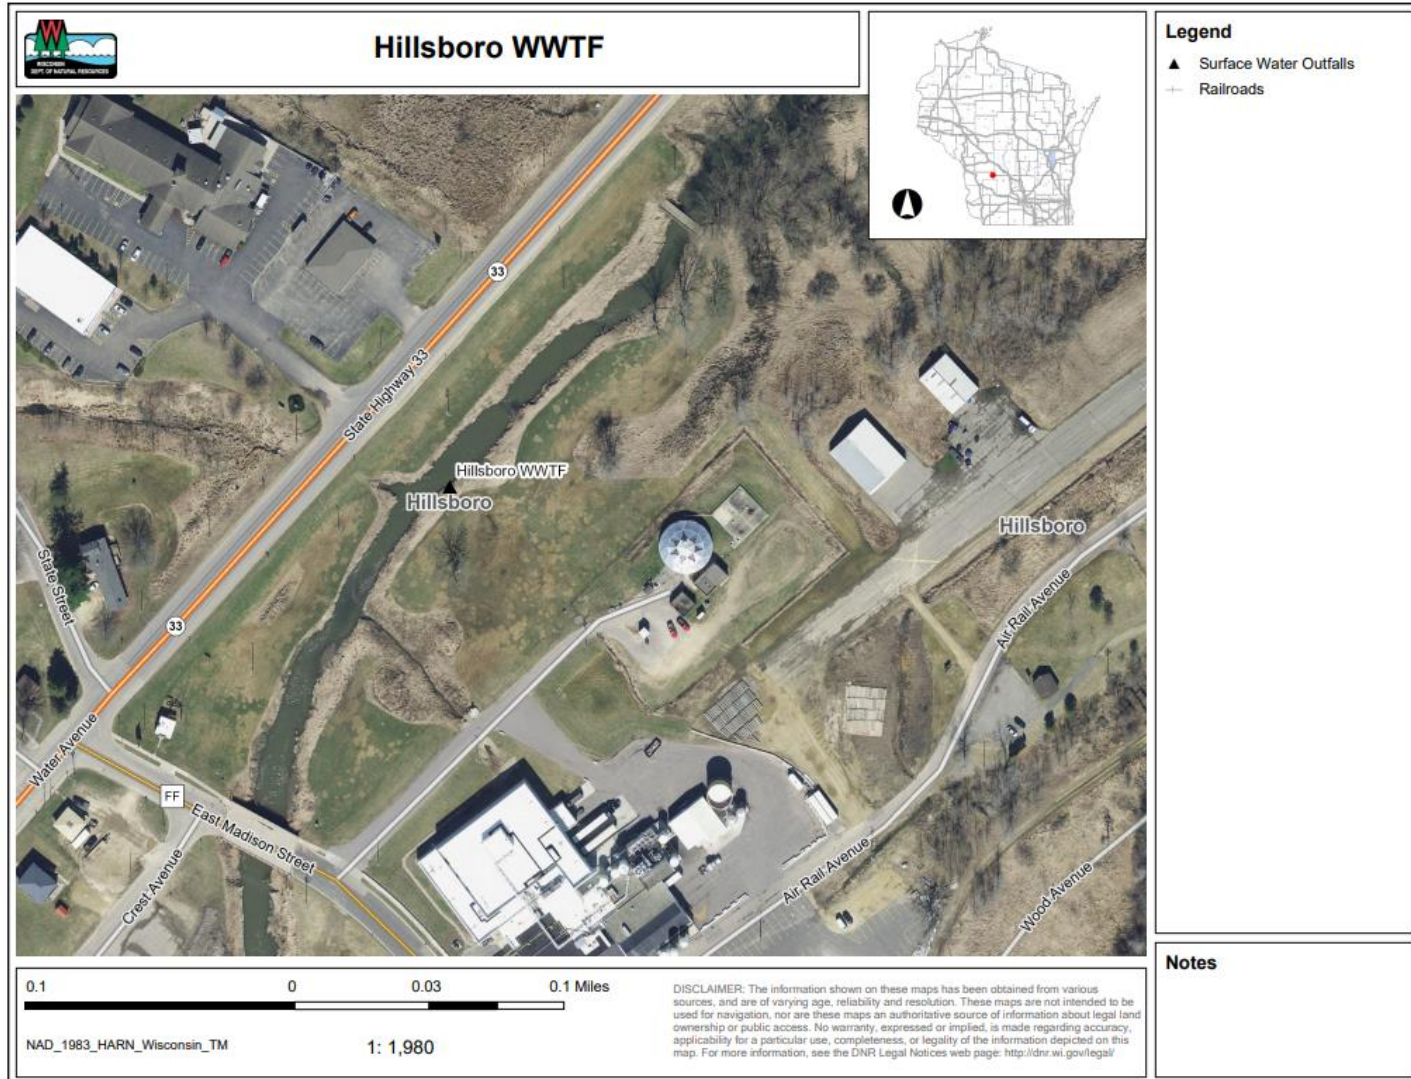 WISCONSIN
DEPT. OF NATURAL RESOURCES
Hillsboro WWTF
Legend
Surface Water Outfalls
Railroads
33
State Highway 33
Hillsboro WWTF
Hillsboro
Hillsboro
State Street
Air Rail Avenue
33
Water Avenue
FF
East Madison Street
Crest Avenue
Air Rail Avenue
Wood Avenue
0.1 0 0.03 0.1 Miles
NAD_1983_HARN_Wisconsin_TM
1: 1,980
DISCLAIMER: The information shown on these maps has been obtained from various
sources, and are of varying age, reliability and resolution. These maps are not intended to be
used for navigation, nor are these maps an authoritative source of information about legal land
ownership or public access. No warranty, expressed or implied, is made regarding accuracy,
applicability for a particular use, completeness, or legality of the information depicted on this
map. For more information, see the DNR Legal Notices web page: http://dnr.wi.gov/legal/
Notes